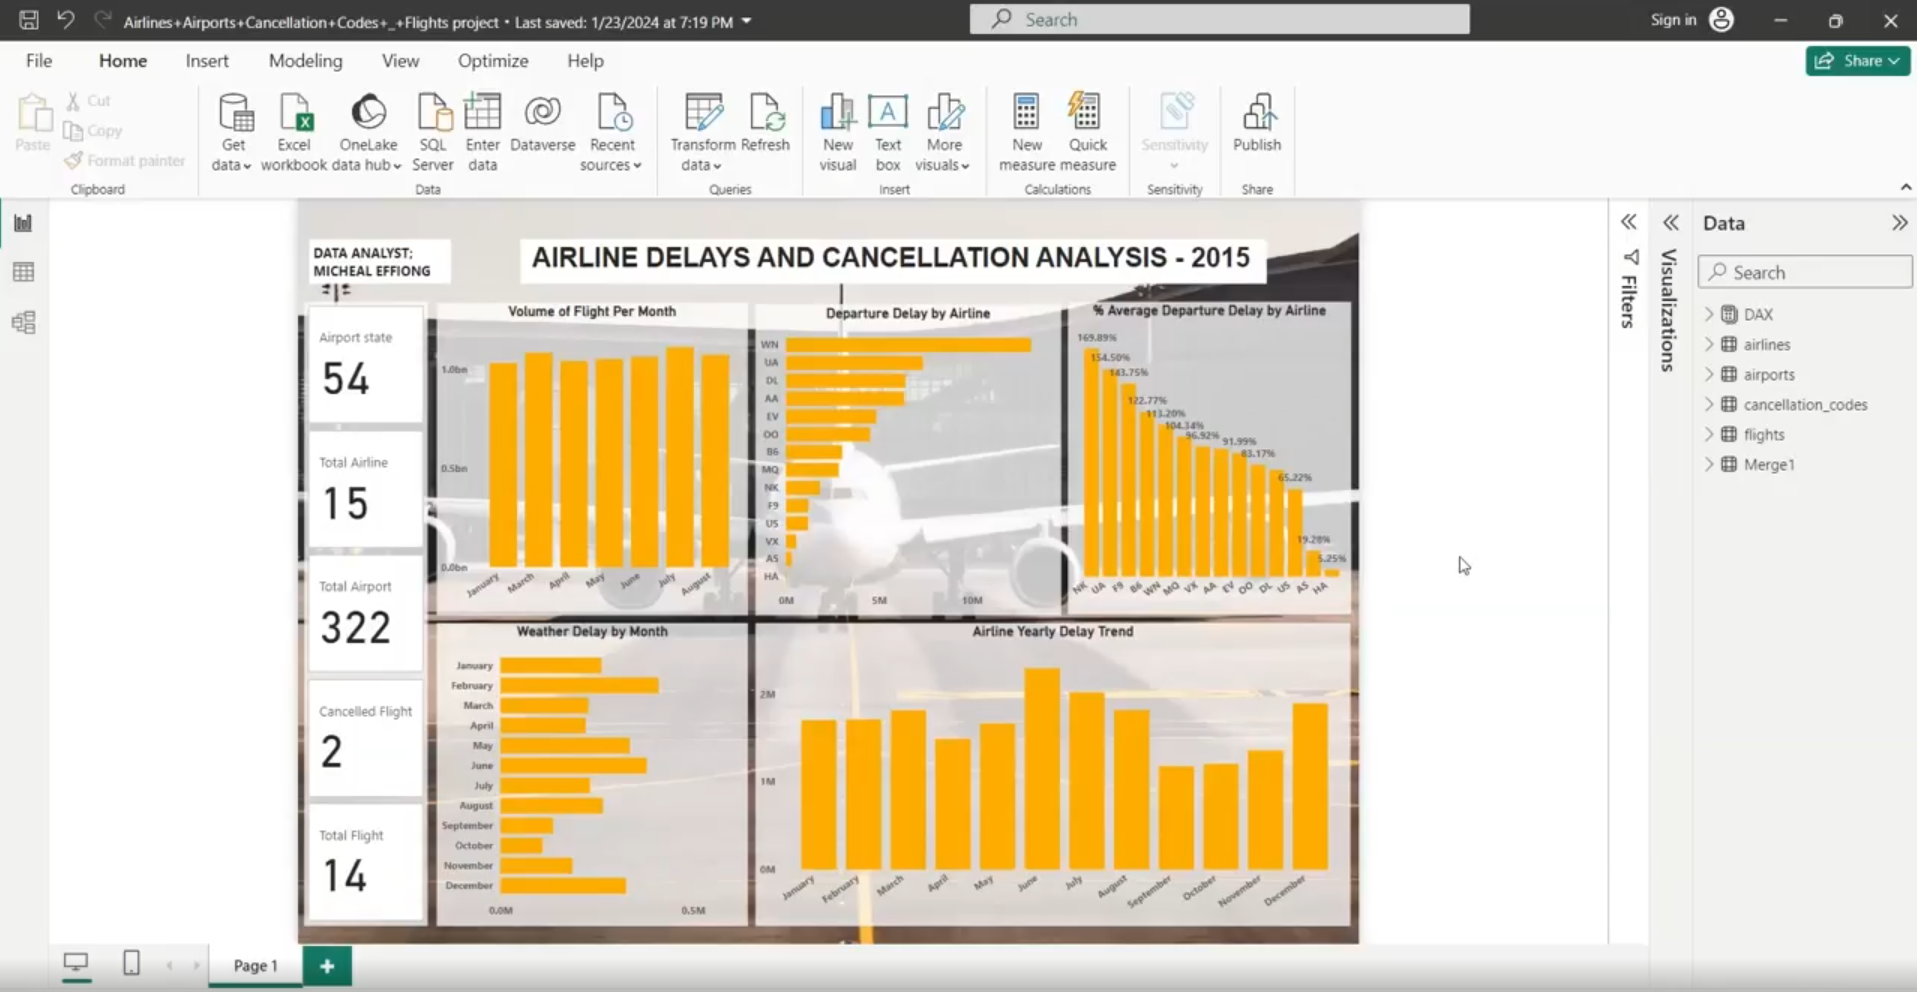 Airlines+Airports+Cancellation+Codes+_+Flights project • Last saved: 1/23/2024 at 7:19 PM
Search
Sign in
File
Home
Insert
Modeling
View
Optimize
Help
Share
Paste
Cut
Copy
Format painter
Clipboard
Get data
Excel workbook
OneLake data hub
SQL Server
Enter data
Dataverse
Recent sources
Data
Transform data
Refresh
Queries
New visual
A
Text box
More visuals
Insert
New measure
Quick measure
Calculations
Sensitivity
Sensitivity
Publish
Share
DATA ANALYST;
MICHEAL EFFIONG
AIRLINE DELAYS AND CANCELLATION ANALYSIS - 2015
Airport state
54
Total Airline
15
Total Airport
322
Cancelled Flight
2
Total Flight
14
Volume of Flight Per Month
1.0bn
0.5bn
0.0bn
January
March
April
May
June
July
August
Departure Delay by Airline
WN
UA
DL
AA
EV
OO
B6
MQ
NK
F9
US
VX
AS
HA
0M
5M
10M
% Average Departure Delay by Airline
169.89%
154.50%
143.75%
122.77%
113.20%
104.34%
96.92%
91.99%
83.17%
65.22%
19.28%
5.25%
NK
UA
F9
B6
WN
MQ
VX
AA
EV
OO
DL
US
AS
HA
Weather Delay by Month
January
February
March
April
May
June
July
August
September
October
November
December
0.0M
0.5M
Airline Yearly Delay Trend
2M
1M
0M
January
February
March
April
May
June
July
August
September
October
November
December
Filters
Visualizations
Data
Search
DAX
airlines
airports
cancellation_codes
flights
Merge1
Page 1